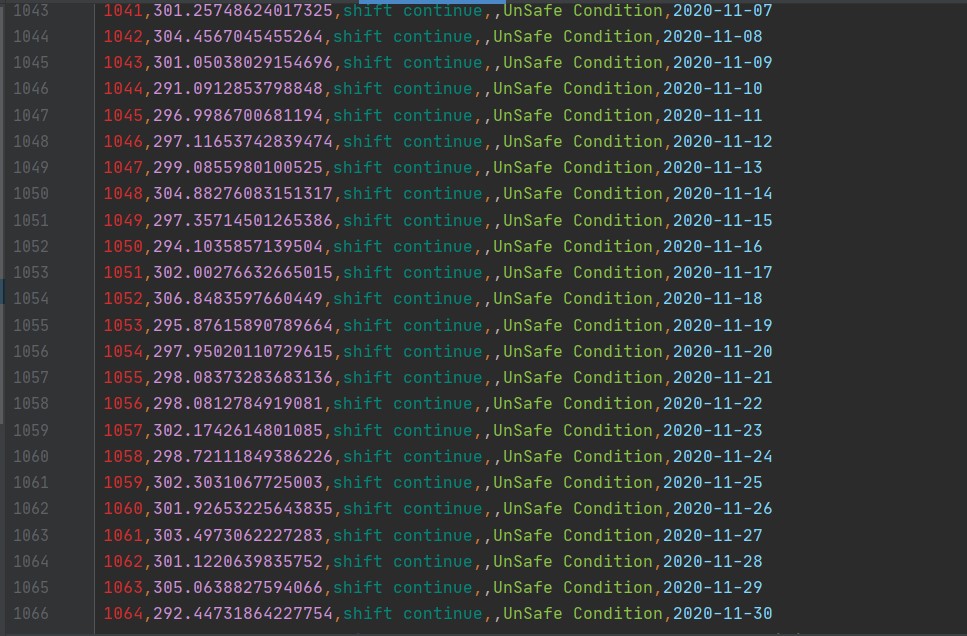 1043 1041,301.25748624017325,shift continue,,UnSafe Condition,2020-11-07
1044 1042,304.4567045455264,shift continue,,UnSafe Condition,2020-11-08
1045 1043,301.05038029154696,shift continue,,UnSafe Condition,2020-11-09
1046 1044,291.0912853798848,shift continue,,UnSafe Condition,2020-11-10
1047 1045,296.9986700681194,shift continue,,UnSafe Condition,2020-11-11
1048 1046,297.11653742839474,shift continue,,UnSafe Condition,2020-11-12
1049 1047,299.0855980100525,shift continue,,UnSafe Condition,2020-11-13
1050 1048,304.88276083151317,shift continue,,UnSafe Condition,2020-11-14
1051 1049,297.35714501265386,shift continue,,UnSafe Condition,2020-11-15
1052 1050,294.1035857139504,shift continue,,UnSafe Condition,2020-11-16
1053 1051,302.00276632665015,shift continue,,UnSafe Condition,2020-11-17
1054 1052,306.8483597660449,shift continue,,UnSafe Condition,2020-11-18
1055 1053,295.87615890789664,shift continue,,UnSafe Condition,2020-11-19
1056 1054,297.95020110729615,shift continue,,UnSafe Condition,2020-11-20
1057 1055,298.08373283683136,shift continue,,UnSafe Condition,2020-11-21
1058 1056,298.0812784919081,shift continue,,UnSafe Condition,2020-11-22
1059 1057,302.1742614801085,shift continue,,UnSafe Condition,2020-11-23
1060 1058,298.72111849386226,shift continue,,UnSafe Condition,2020-11-24
1061 1059,302.3031067725003,shift continue,,UnSafe Condition,2020-11-25
1062 1060,301.92653225643835,shift continue,,UnSafe Condition,2020-11-26
1063 1061,303.4973062227283,shift continue,,UnSafe Condition,2020-11-27
1064 1062,301.1220639835752,shift continue,,UnSafe Condition,2020-11-28
1065 1063,305.0638827594066,shift continue,,UnSafe Condition,2020-11-29
1066 1064,292.44731864227754,shift continue,,UnSafe Condition,2020-11-30